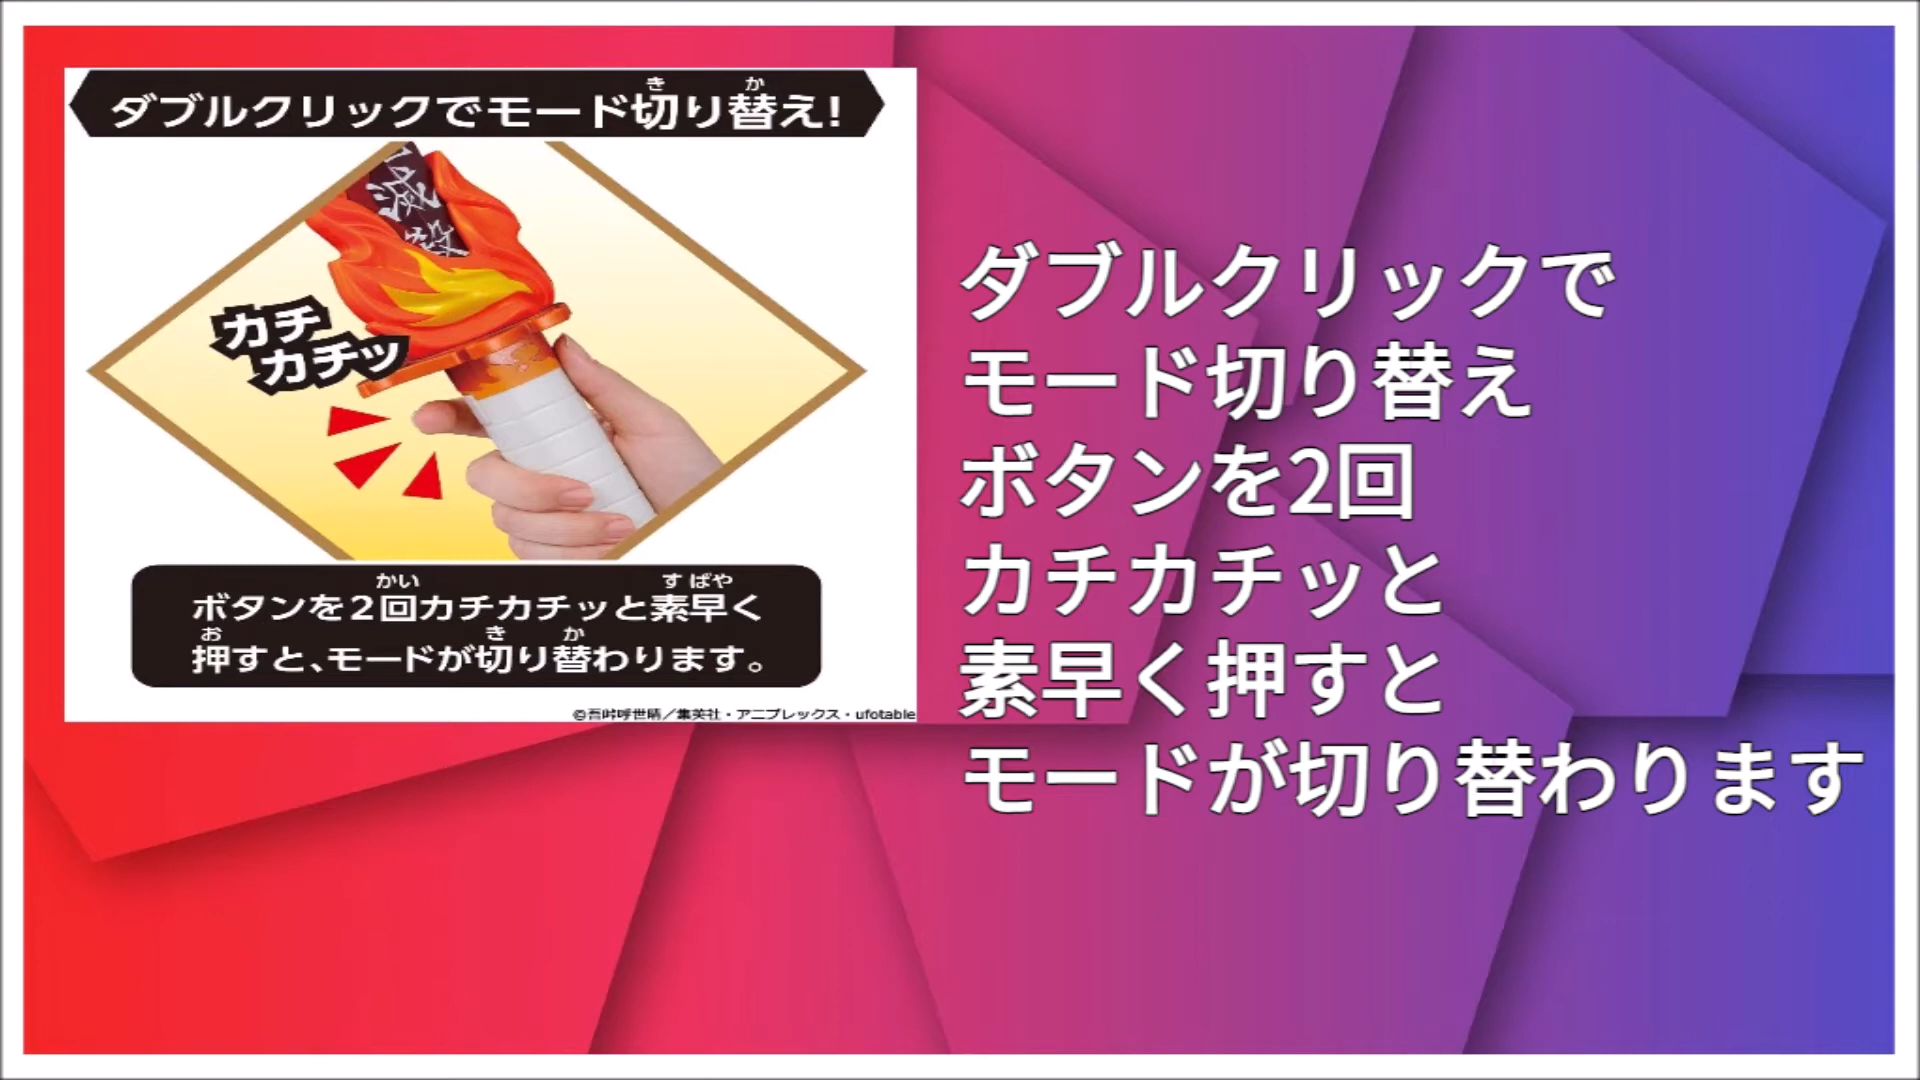 ダブルクリックでモード切り替え!
滅
殺
カチ
カチッ
ボタンを2回カチカチッと素早く
押すと、モードが切り替わります。
©吾峠呼世晴／集英社・アニプレックス・ufotable
ダブルクリックで
モード切り替え
ボタンを2回
カチカチッと
素早く押すと
モードが切り替わります